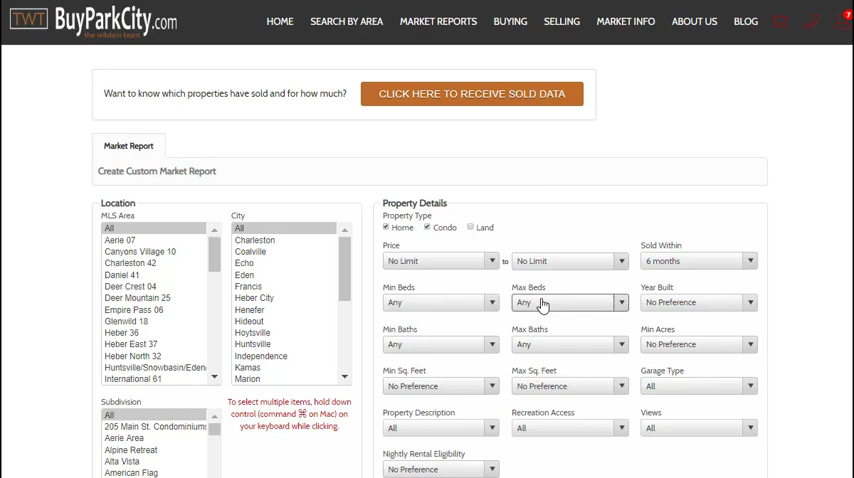 TWT BuyParkCity.com
the wilstein team
HOME SEARCH BY AREA MARKET REPORTS BUYING SELLING MARKET INFO ABOUT US BLOG
7
Want to know which properties have sold and for how much? CLICK HERE TO RECEIVE SOLD DATA
Market Report
Create Custom Market Report
Location
MLS Area
All
Aerie 07
Canyons Village 10
Charleston 42
Daniel 41
Deer Crest 04
Deer Mountain 25
Empire Pass 06
Glenwild 18
Heber 36
Heber East 37
Heber North 32
Huntsville/Snowbasin/Eden/
International 61
City
All
Charleston
Coalville
Echo
Eden
Francis
Heber City
Henefer
Hideout
Hoytsville
Huntsville
Independence
Kamas
Marion
Subdivision
All
205 Main St. Condominiums
Aerie Area
Alpine Retreat
Alta Vista
American Flag
To select multiple items, hold down
control (command ⌘ on Mac) on
your keyboard while clicking.
Property Details
Property Type
Home Condo Land
Price Sold Within
No Limit to No Limit 6 months
Min Beds Max Beds Year Built
Any Any No Preference
Min Baths Max Baths Min Acres
Any Any No Preference
Min Sq. Feet Max Sq. Feet Garage Type
No Preference No Preference All
Property Description Recreation Access Views
All All All
Nightly Rental Eligibility
No Preference